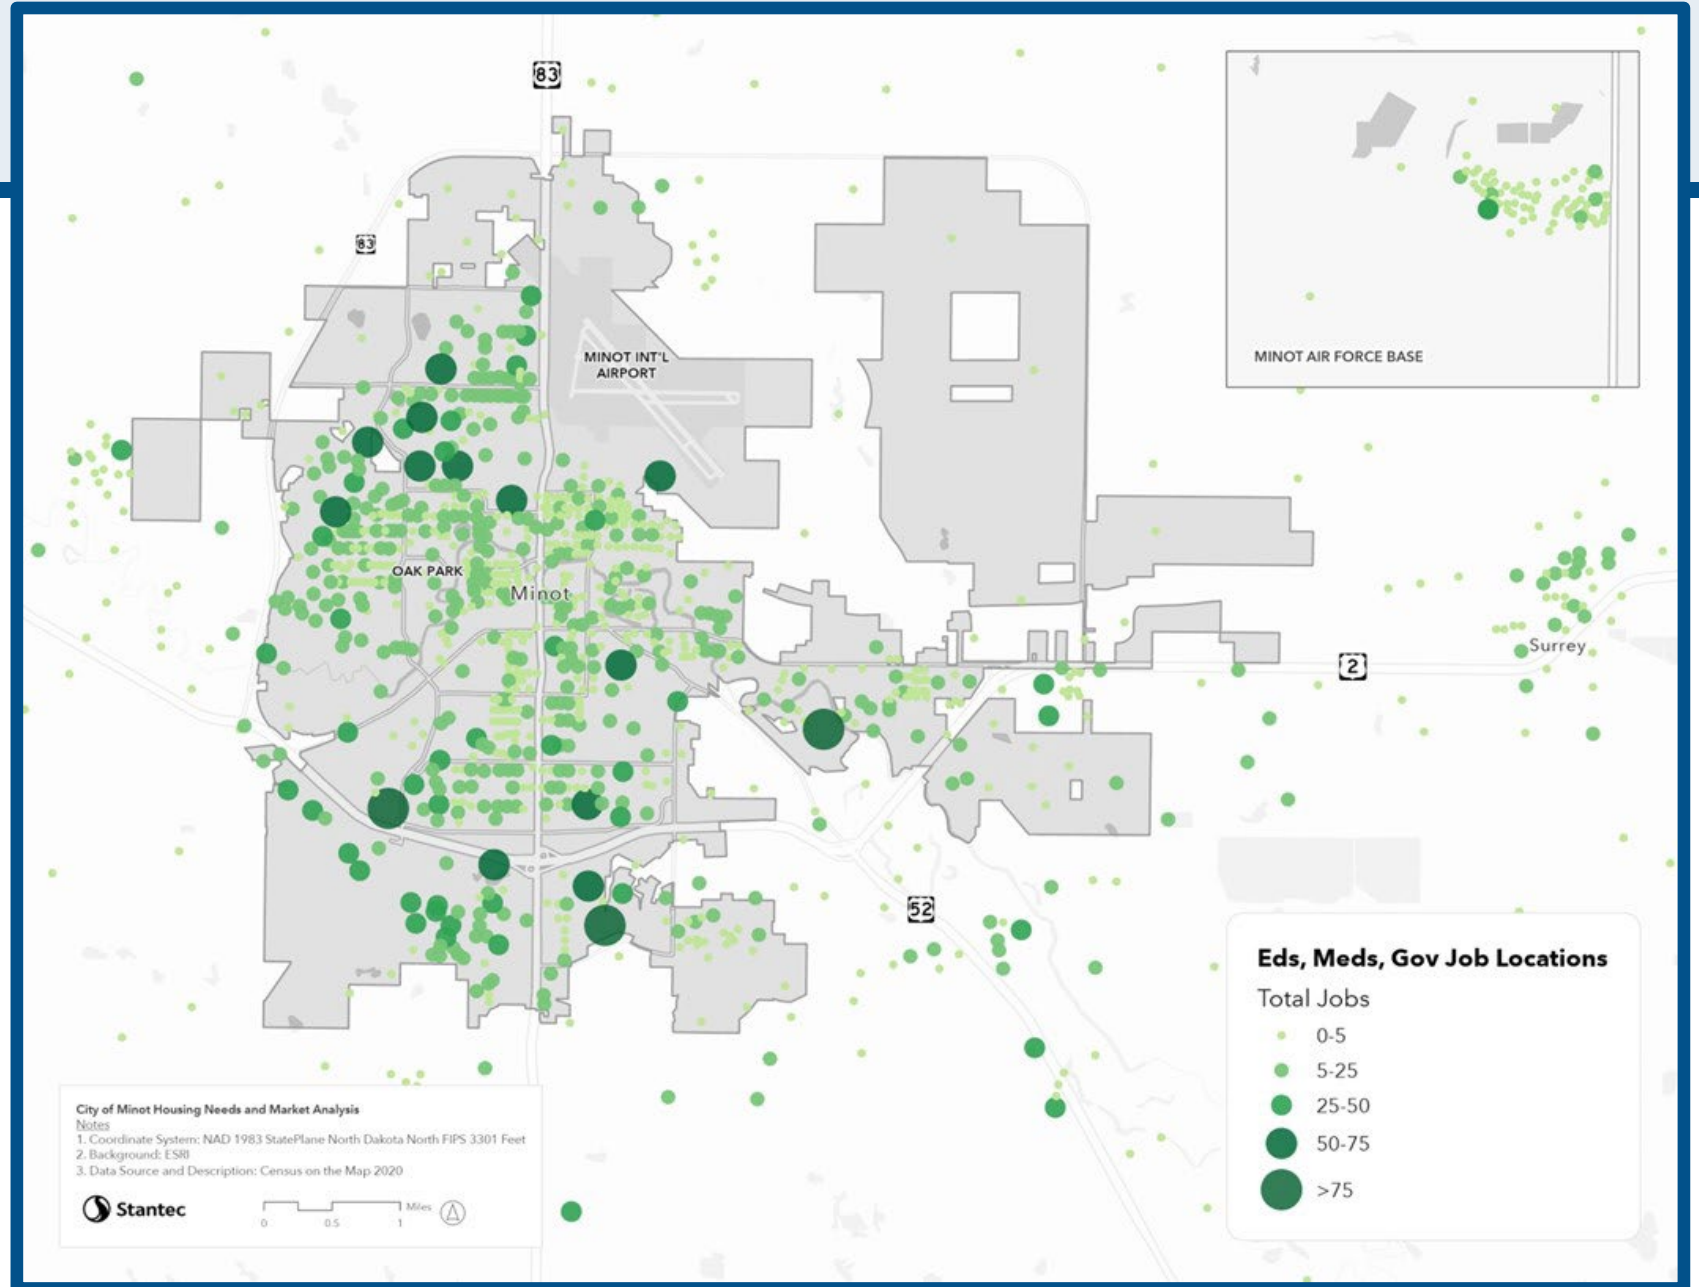 83
83
MINOT INT'L
AIRPORT
MINOT AIR FORCE BASE
OAK PARK
Minot
Surrey
2
52
Eds, Meds, Gov Job Locations
Total Jobs
0-5
5-25
25-50
50-75
>75
City of Minot Housing Needs and Market Analysis
Notes
1. Coordinate System: NAD 1983 StatePlane North Dakota North FIPS 3301 Feet
2. Background: ESRI
3. Data Source and Description: Census on the Map 2020
Stantec
Miles
0 0.5 1